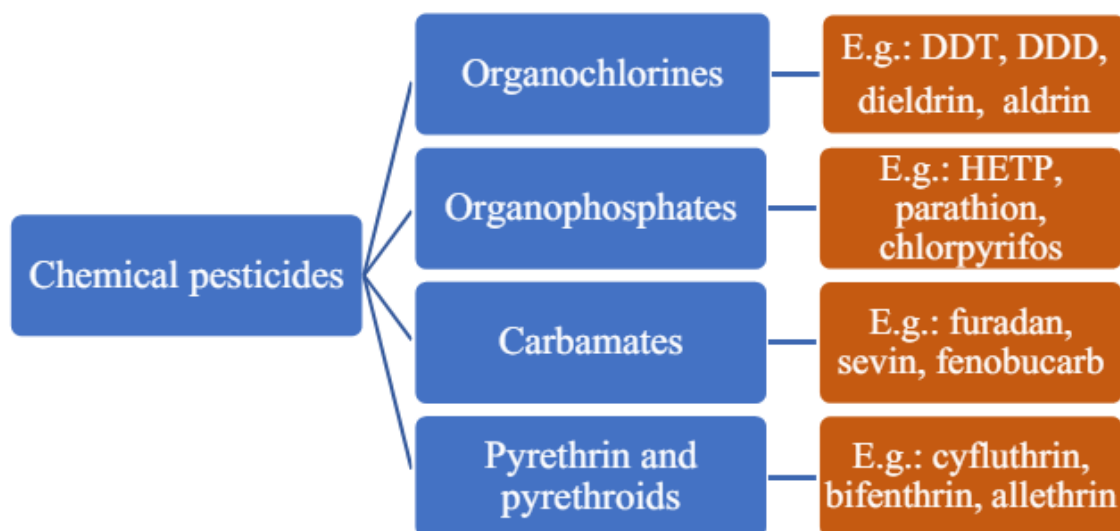 Chemical pesticides
Organochlorines
E.g.: DDT, DDD,
dieldrin, aldrin
Organophosphates
E.g.: HETP,
parathion,
chlorpyrifos
Carbamates
E.g.: furadan,
sevin, fenobucarb
Pyrethrin and
pyrethroids
E.g.: cyfluthrin,
bifenthrin, allethrin